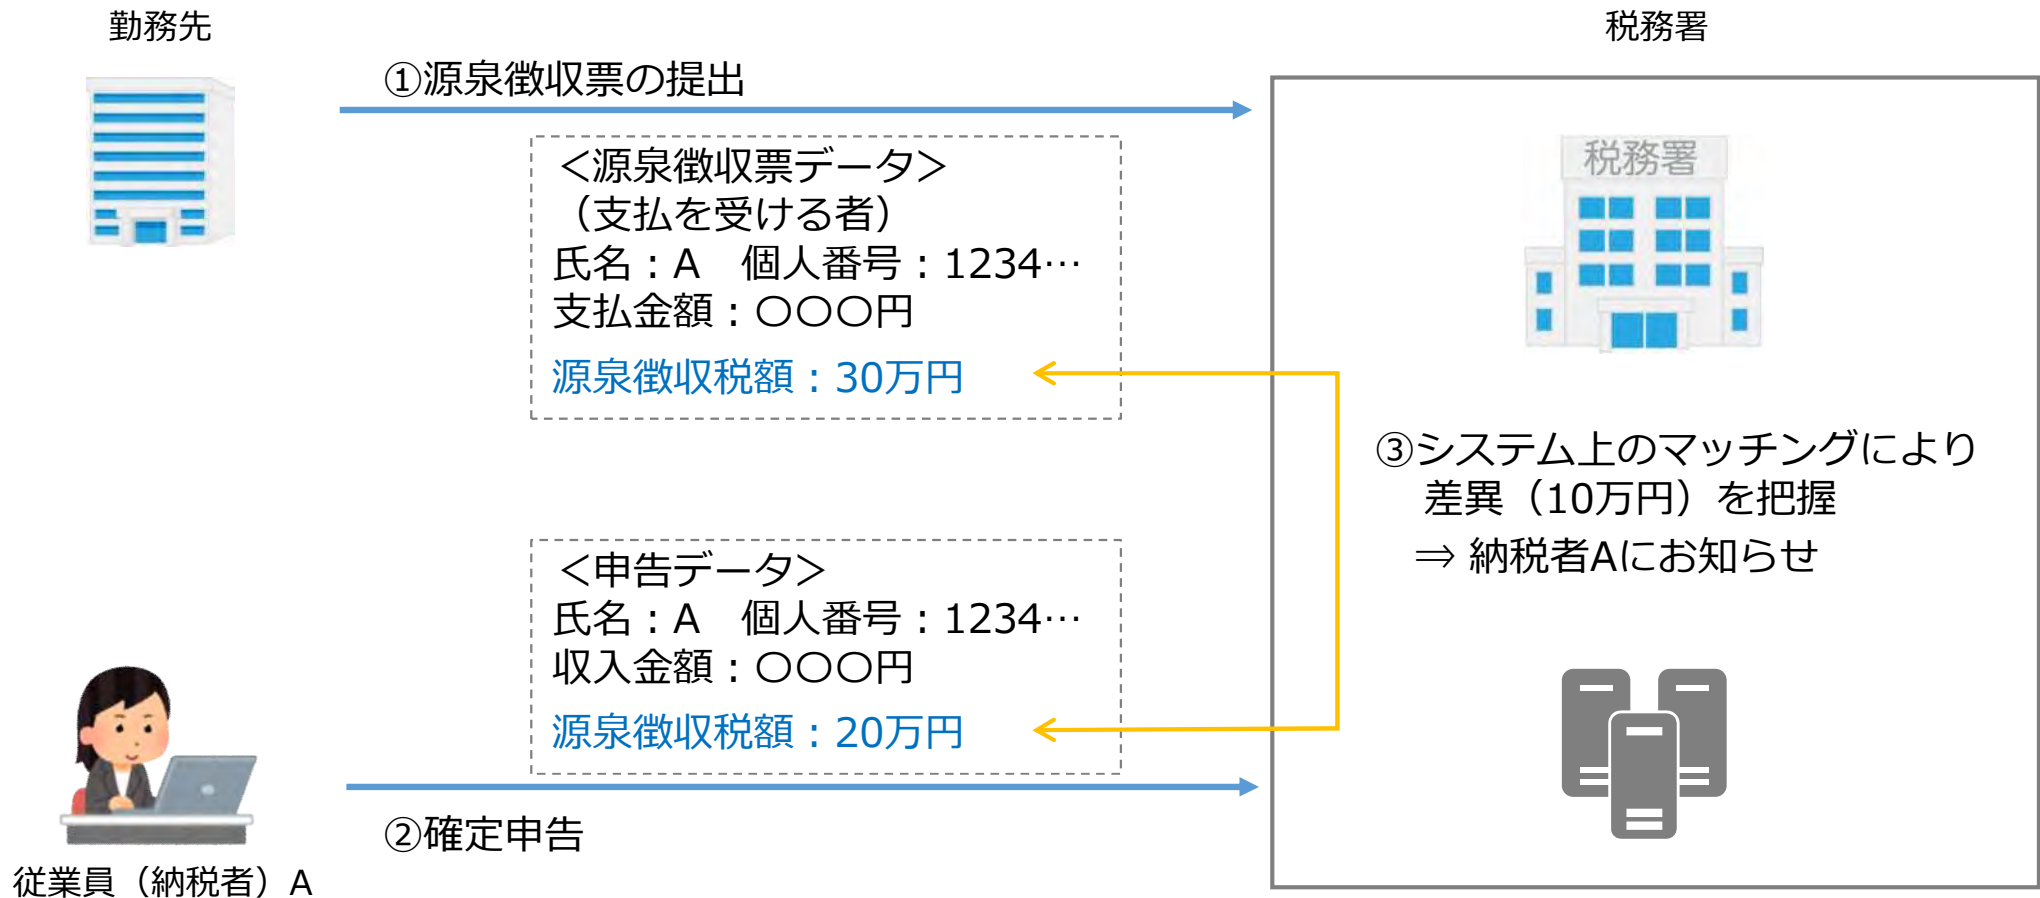 勤務先
税務署
①源泉徴収票の提出
＜源泉徴収票データ＞
（支払を受ける者）
氏名：A　個人番号：1234…
支払金額：〇〇〇円
源泉徴収税額：30万円
税務署
③システム上のマッチングにより
差異（10万円）を把握
⇒ 納税者Aにお知らせ
＜申告データ＞
氏名：A　個人番号：1234…
収入金額：〇〇〇円
源泉徴収税額：20万円
②確定申告
従業員（納税者）A